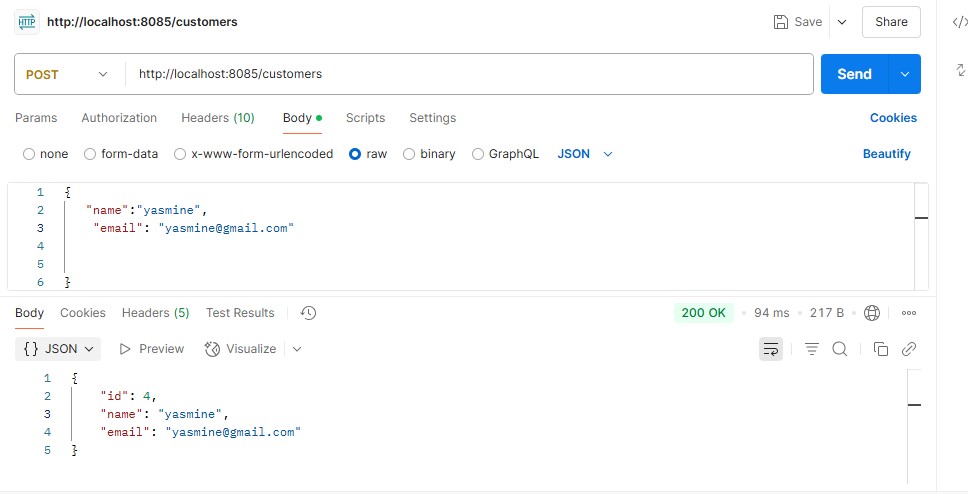 HTTP http://localhost:8085/customers Save Share </>
POST http://localhost:8085/customers Send
Params Authorization Headers (10) Body Scripts Settings Cookies
none form-data x-www-form-urlencoded raw binary GraphQL JSON Beautify
1 {
2 "name":"yasmine",
3 "email": "yasmine@gmail.com"
4
5
6 }
Body Cookies Headers (5) Test Results 200 OK • 94 ms • 217 B
{} JSON Preview Visualize
1 {
2 "id": 4,
3 "name": "yasmine",
4 "email": "yasmine@gmail.com"
5 }